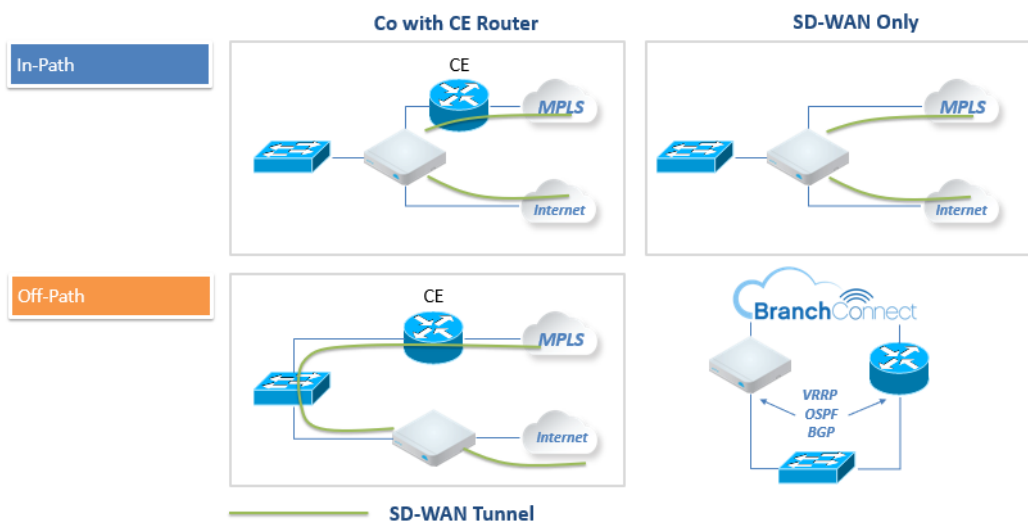 Co with CE Router
SD-WAN Only
In-Path
CE
MPLS
Internet
MPLS
Internet
Off-Path
CE
MPLS
Internet
BranchConnect
VRRP
OSPF
BGP
SD-WAN Tunnel